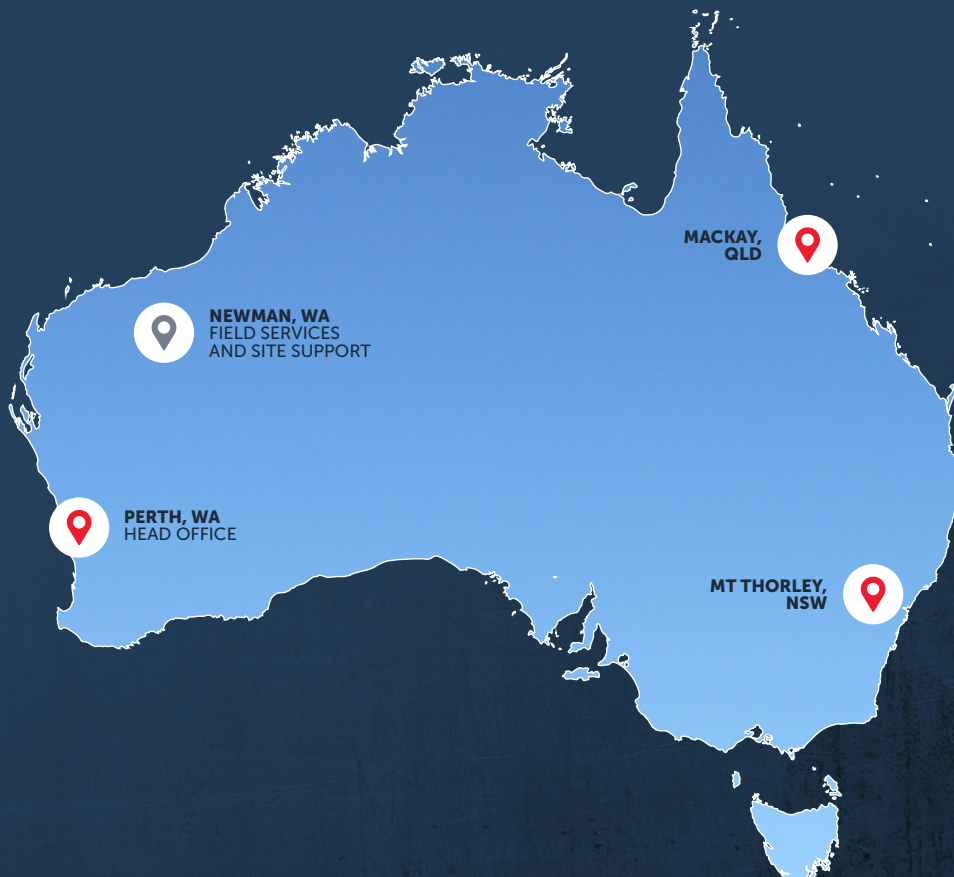 MACKAY,
QLD
NEWMAN, WA
FIELD SERVICES
AND SITE SUPPORT
PERTH, WA
HEAD OFFICE
MT THORLEY,
NSW